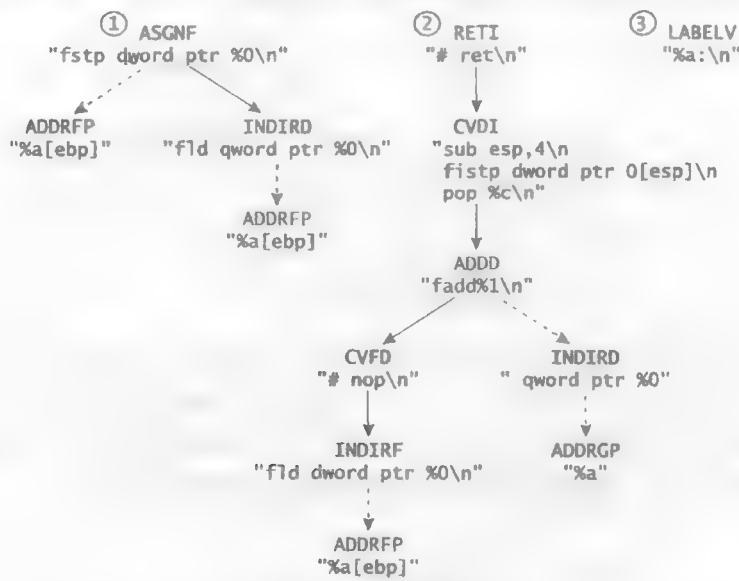 ① ASGNF
"fstp dword ptr %0\n"
ADDRFP
"%a[ebp]"
INDIRD
"fld qword ptr %0\n"
ADDRFP
"%a[ebp]"
② RETI
"# ret\n"
CVDI
"sub esp,4\n
fistp dword ptr 0[esp]\n
pop %c\n"
ADDD
"fadd%1\n"
CVFD
"# nop\n"
INDIRD
" qword ptr %0"
INDIRF
"fld dword ptr %0\n"
ADDRGP
"%a"
ADDRFP
"%a[ebp]"
③ LABELV
"%a:\n"